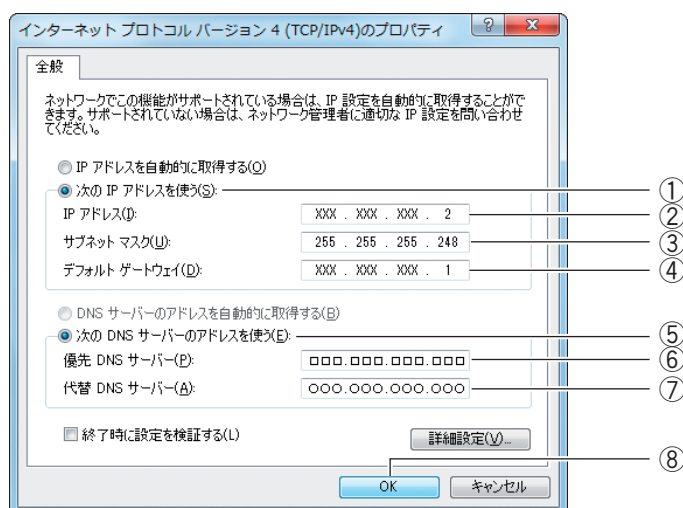 インターネット プロトコル バージョン 4 (TCP/IPv4)のプロパティ
全般
ネットワークでこの機能がサポートされている場合は、IP 設定を自動的に取得することがで
きます。サポートされていない場合は、ネットワーク管理者に適切な IP 設定を問い合わせ
てください。
IP アドレスを自動的に取得する(O)
次の IP アドレスを使う(S): ①
IP アドレス(I): XXX . XXX . XXX . 2 ②
サブネット マスク(U): 255 . 255 . 255 . 248 ③
デフォルト ゲートウェイ(D): XXX . XXX . XXX . 1 ④
DNS サーバーのアドレスを自動的に取得する(B)
次の DNS サーバーのアドレスを使う(E): ⑤
優先 DNS サーバー(P): □□□.□□□.□□□.□□□ ⑥
代替 DNS サーバー(A): ○○○.○○○.○○○.○○○ ⑦
終了時に設定を検証する(L)
詳細設定(V)...
⑧
OK キャンセル